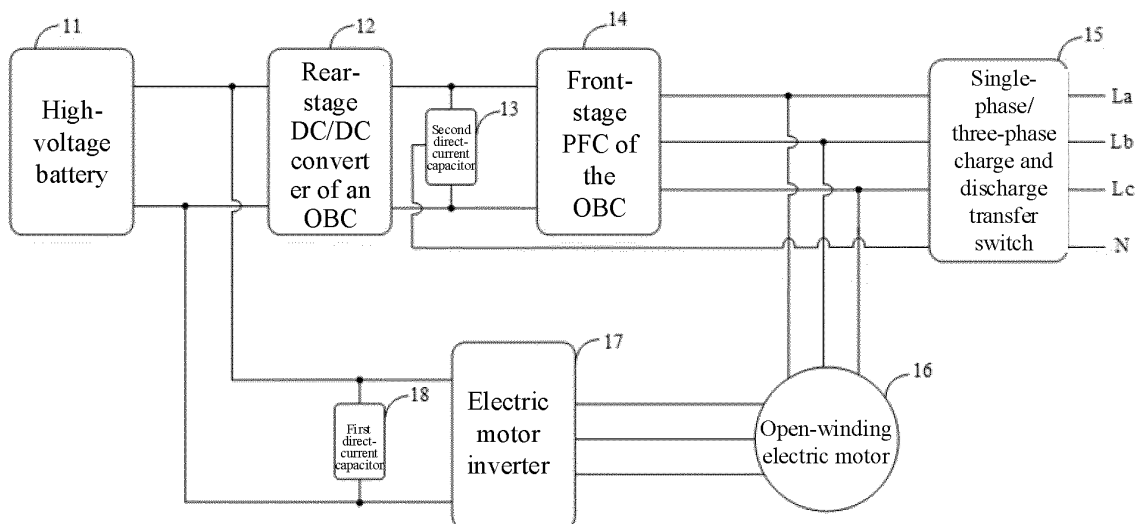 11
High-
voltage
battery
12
Rear-
stage
DC/DC
convert
er of an
OBC
13
Second
direct-
current
capacitor
14
Front-
stage
PFC of
the
OBC
15
Single-
phase/
three-phase
charge and
discharge
transfer
switch
La
Lb
Lc
N
18
First
direct-
current
capacitor
17
Electric
motor
inverter
16
Open-winding
electric motor